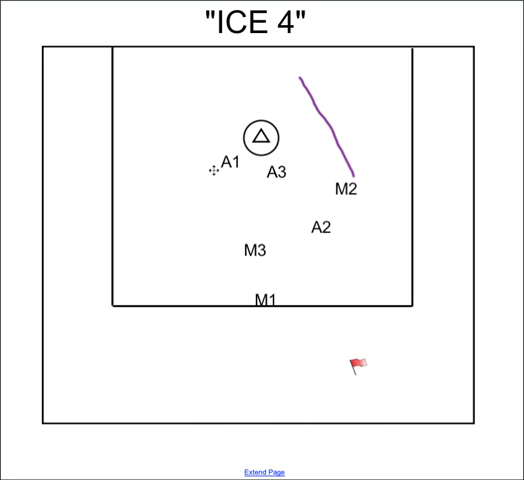 "ICE 4"
A1
A3
M2
A2
M3
M1
Extend Page